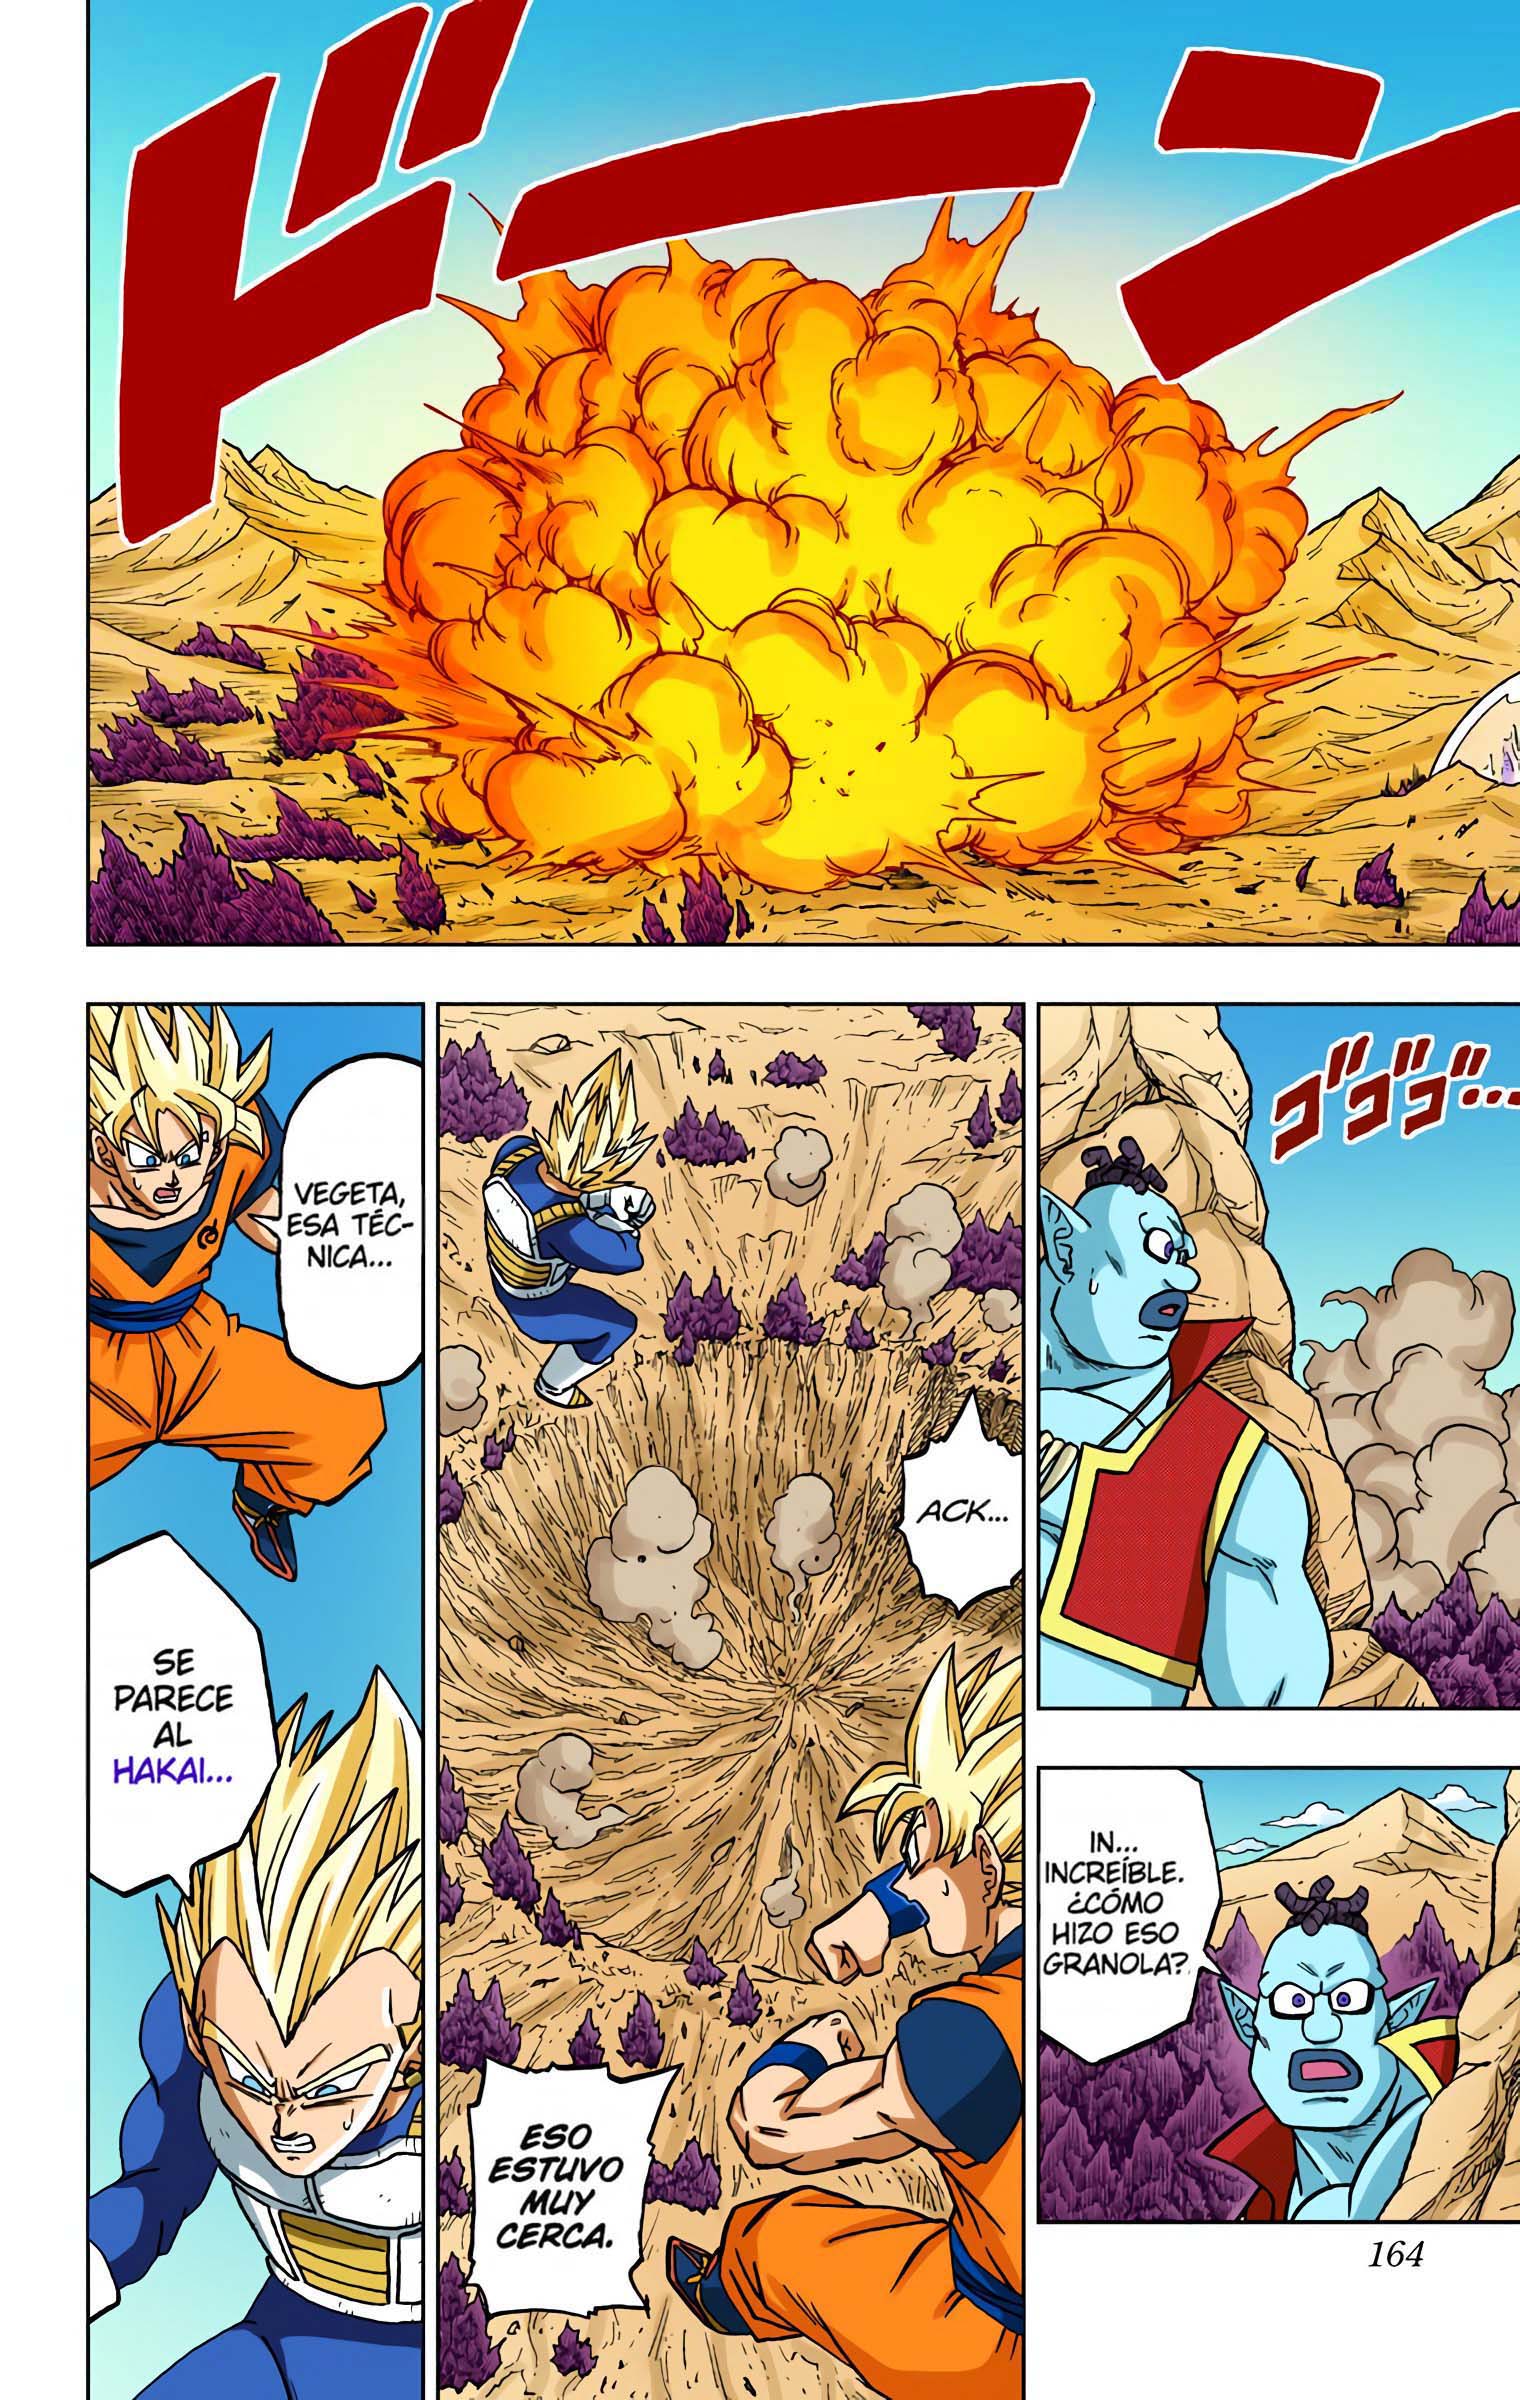 ドーン
ゴゴゴ...
IN...
INCREÍBLE.
¿CÓMO
HIZO ESO
GRANOLA?
ACK...
ESO
ESTUVO
MUY
CERCA.
VEGETA,
ESA TÉC-
NICA...
SE
PARECE
AL
HAKAI...
164